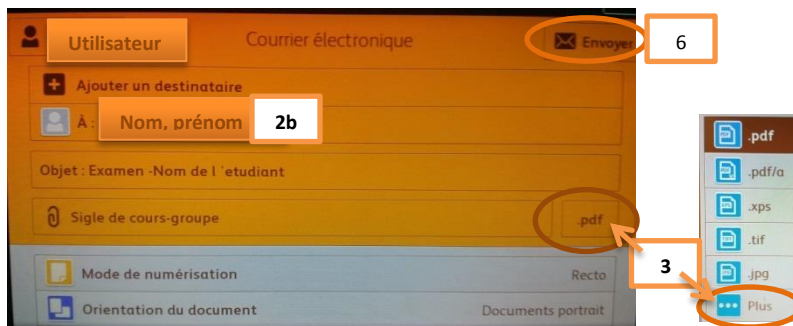 Utilisateur Courrier électronique Envoyer 6
Ajouter un destinataire
À : Nom, prénom 2b
Objet : Examen -Nom de l 'etudiant
Sigle de cours-groupe .pdf
3
Mode de numérisation Recto
Orientation du document Documents portrait
.pdf
.pdf/a
.xps
.tif
.jpg
Plus